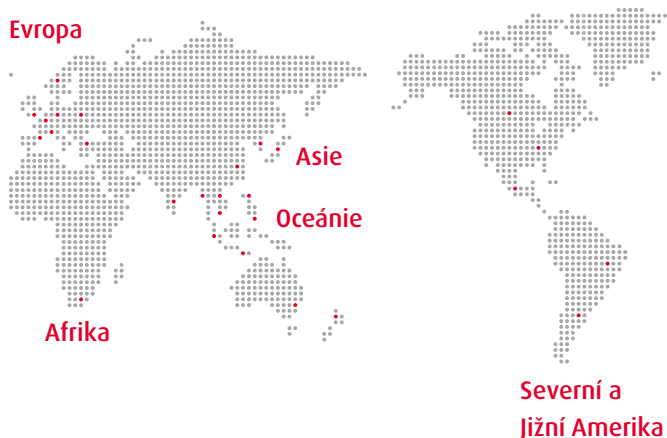 Evropa
Asie
Oceánie
Afrika
Severní a
Jižní Amerika